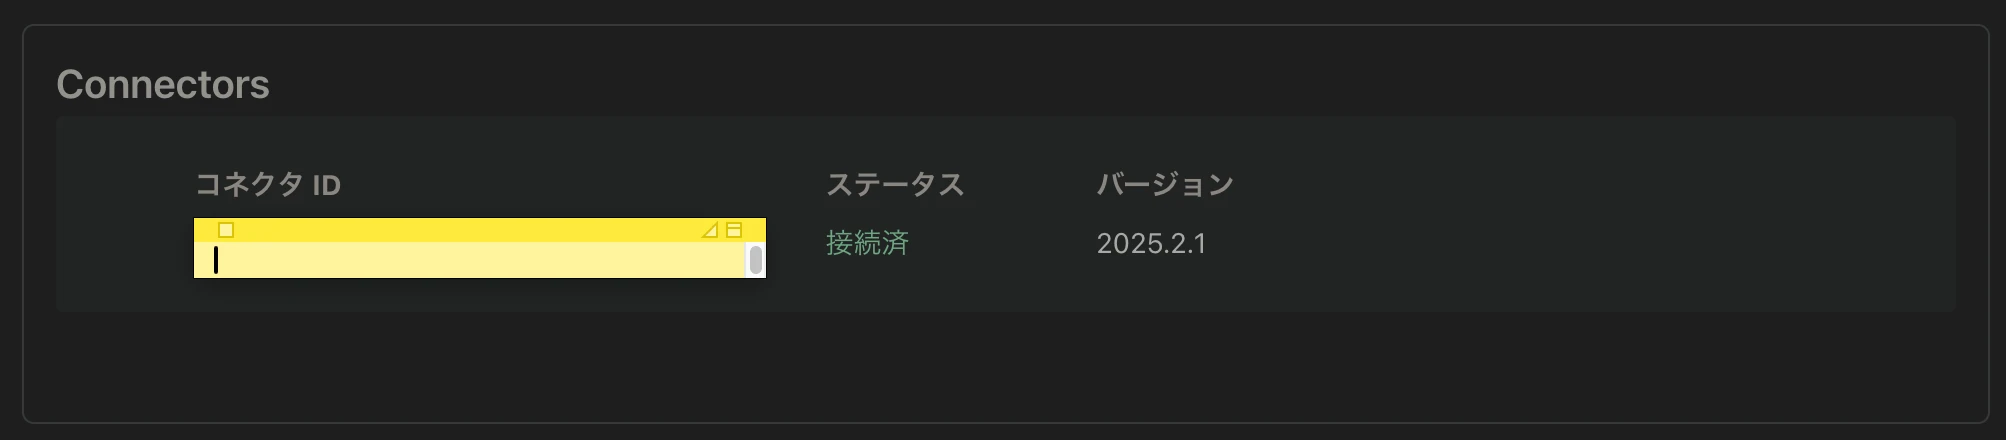 Connectors
コネクタ ID ステータス バージョン
接続済 2025.2.1